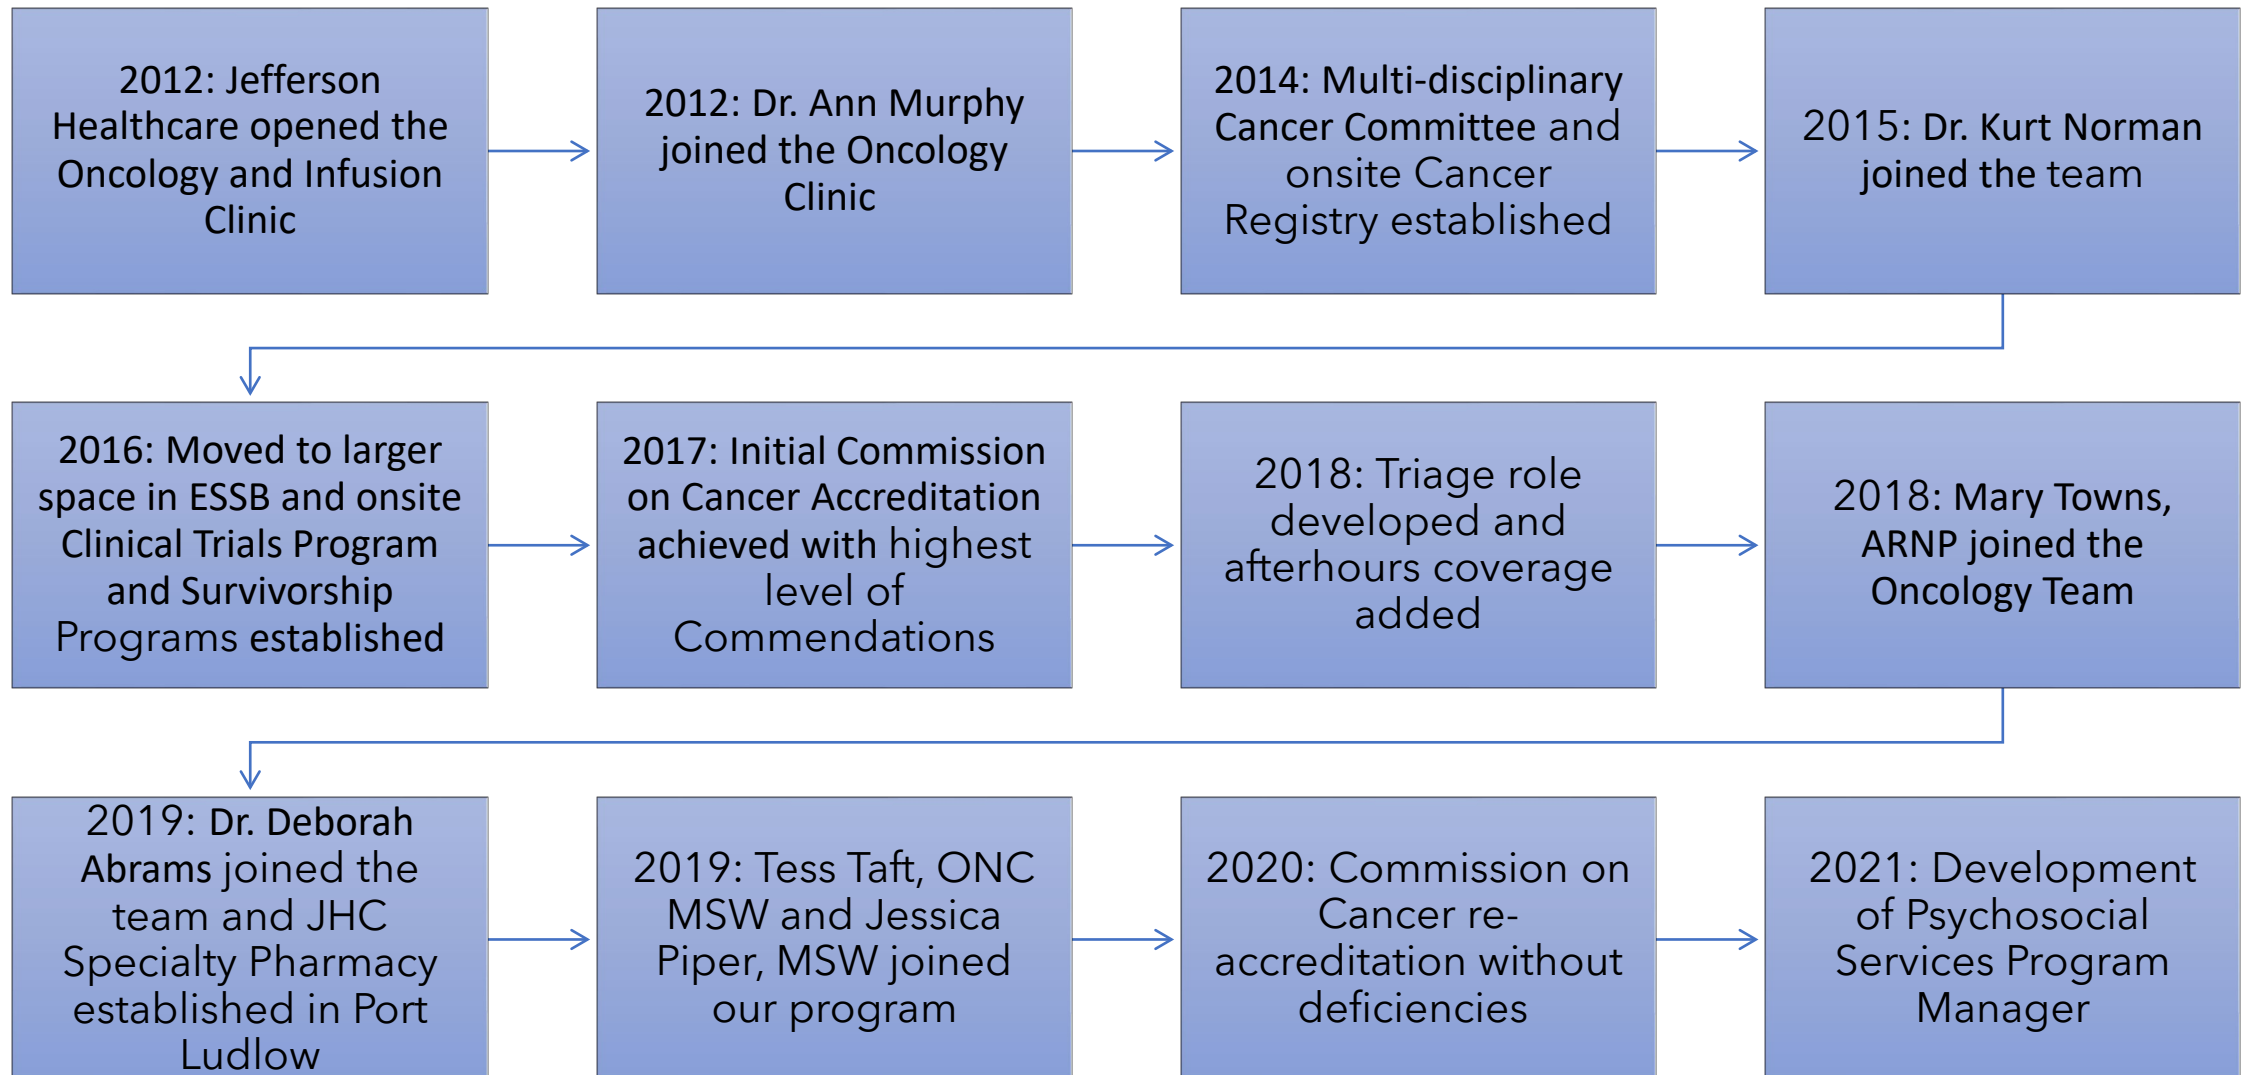 2012: Jefferson
Healthcare opened the
Oncology and Infusion
Clinic
2012: Dr. Ann Murphy
joined the Oncology
Clinic
2014: Multi-disciplinary
Cancer Committee and
onsite Cancer
Registry established
2015: Dr. Kurt Norman
joined the team
2016: Moved to larger
space in ESSB and onsite
Clinical Trials Program
and Survivorship
Programs established
2017: Initial Commission
on Cancer Accreditation
achieved with highest
level of
Commendations
2018: Triage role
developed and
afterhours coverage
added
2018: Mary Towns,
ARNP joined the
Oncology Team
2019: Dr. Deborah
Abrams joined the
team and JHC
Specialty Pharmacy
established in Port
Ludlow
2019: Tess Taft, ONC
MSW and Jessica
Piper, MSW joined
our program
2020: Commission on
Cancer re-
accreditation without
deficiencies
2021: Development
of Psychosocial
Services Program
Manager